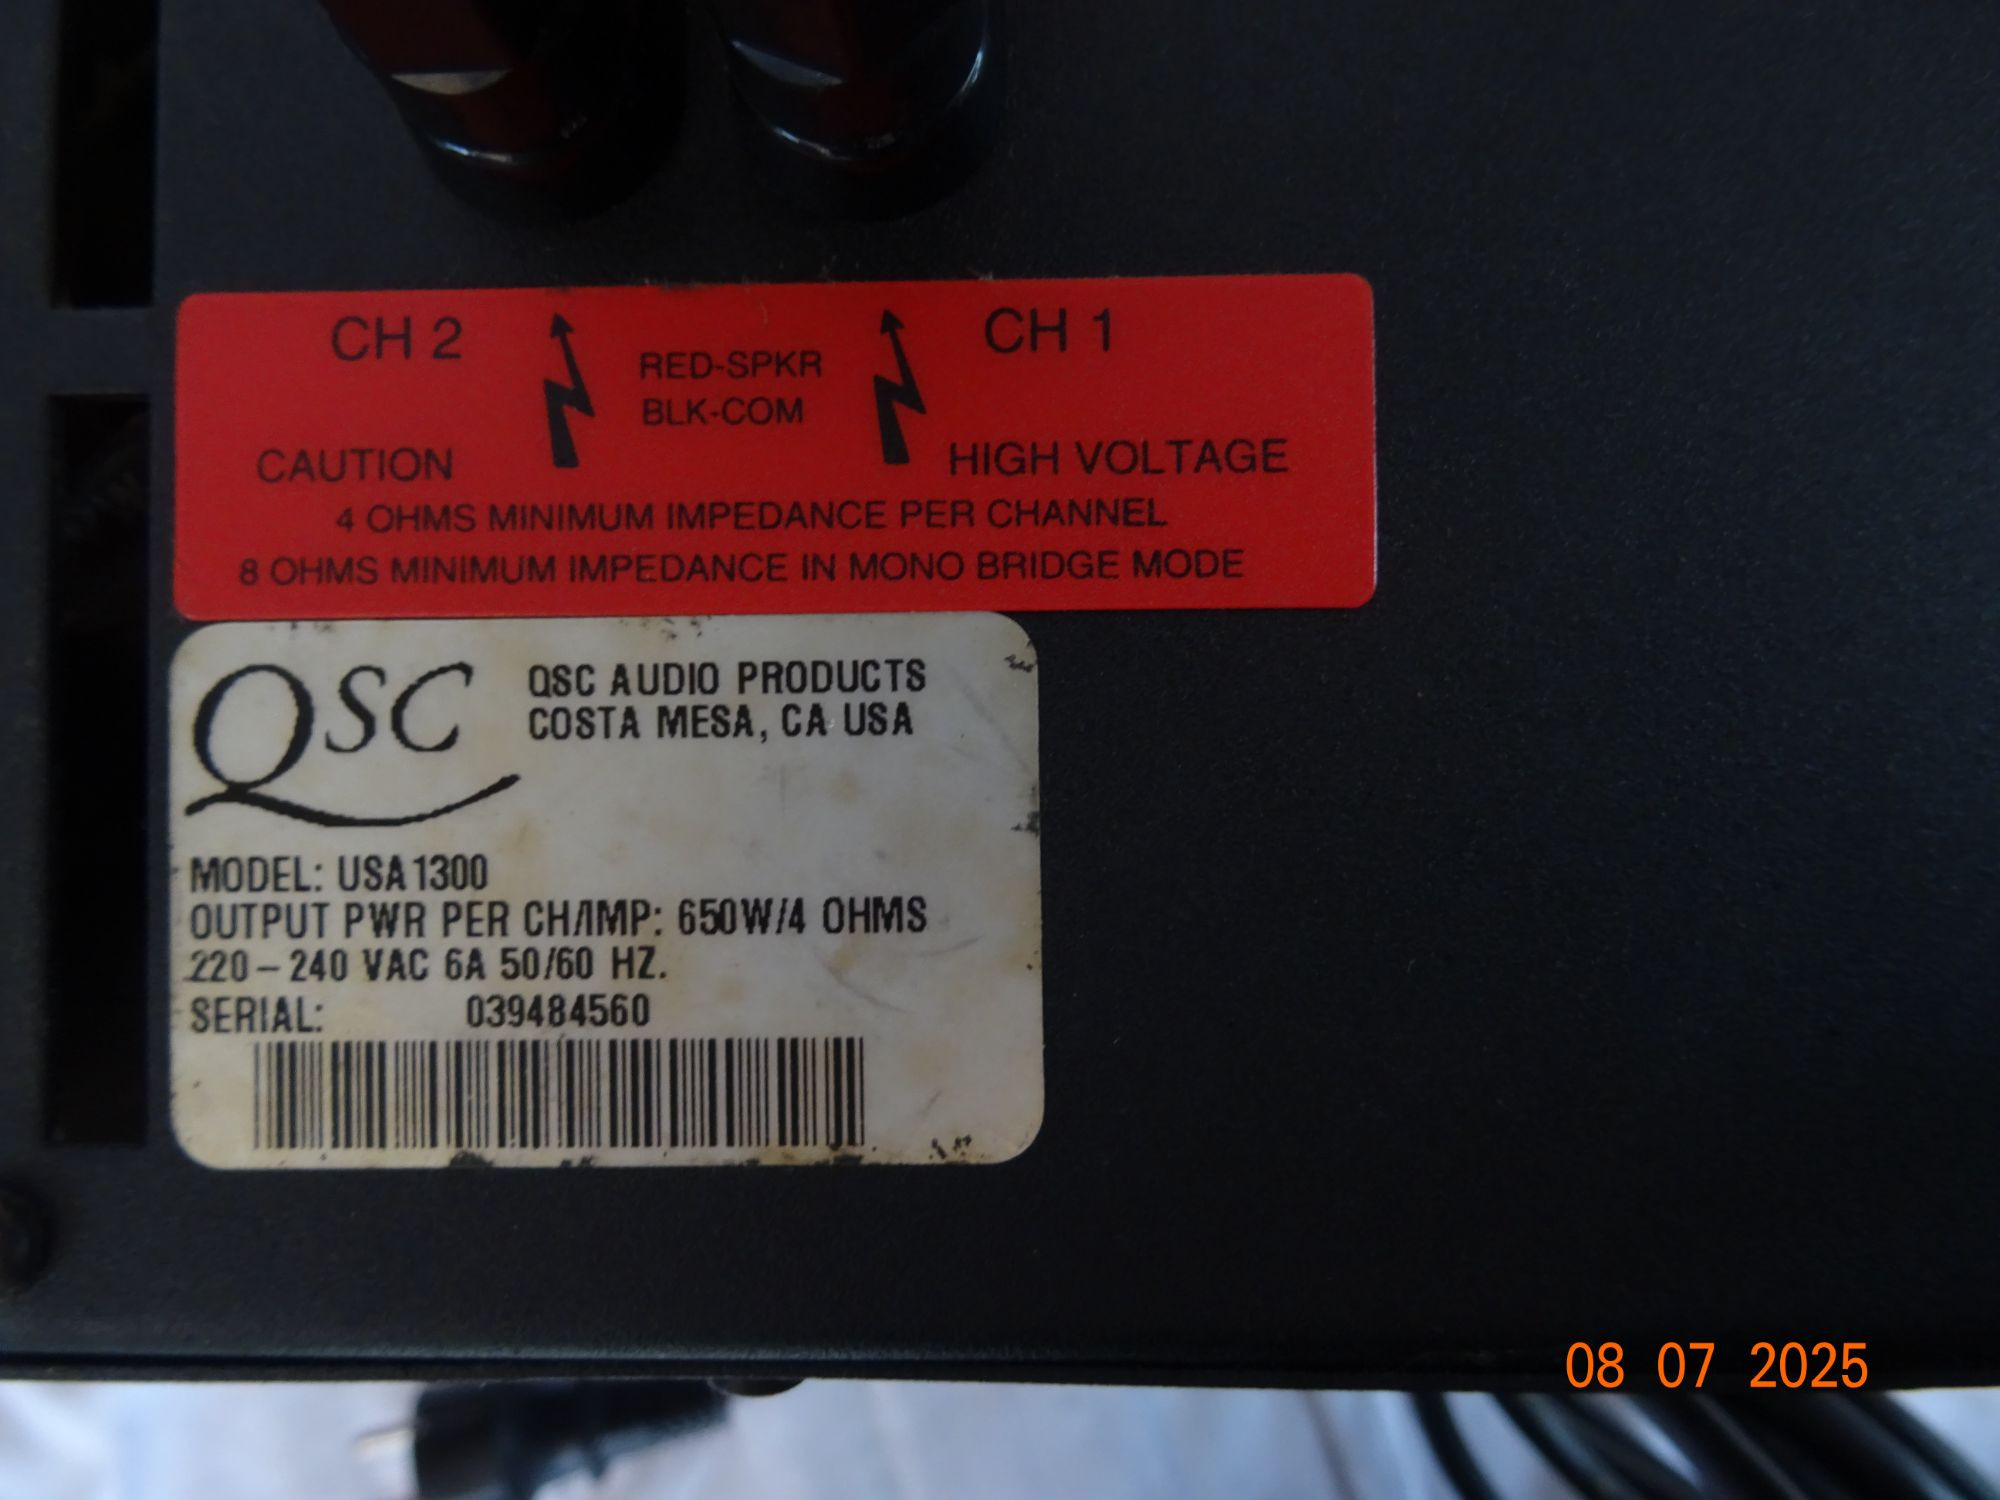 CH 2
CH 1
RED-SPKR
BLK-COM
CAUTION
HIGH VOLTAGE
4 OHMS MINIMUM IMPEDANCE PER CHANNEL
8 OHMS MINIMUM IMPEDANCE IN MONO BRIDGE MODE
QSC
QSC AUDIO PRODUCTS
COSTA MESA, CA USA
MODEL: USA1300
OUTPUT PWR PER CH/IMP: 650W/4 OHMS
220-240 VAC 6A 50/60 HZ.
SERIAL: 039484560
08 07 2025